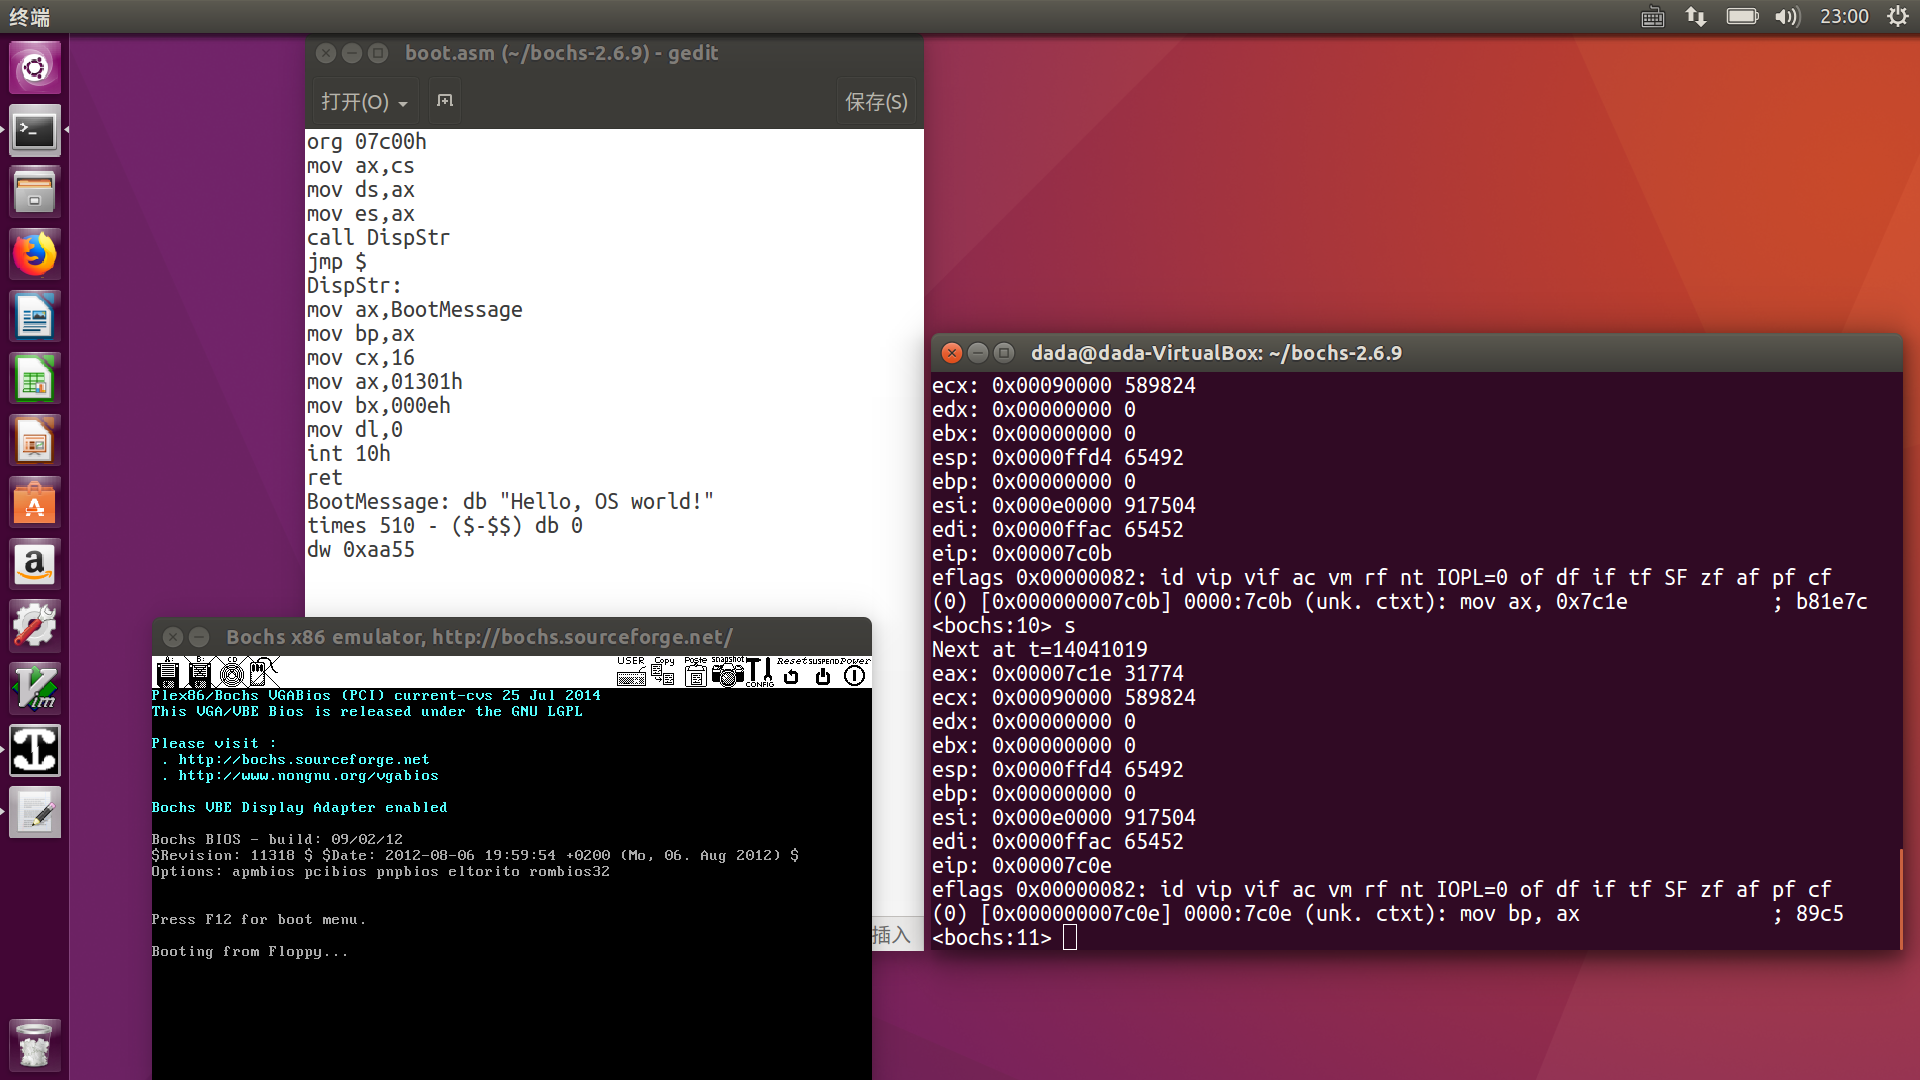 终端
23:00
boot.asm (~/bochs-2.6.9) - gedit
打开(O)
保存(S)
org 07c00h
mov ax,cs
mov ds,ax
mov es,ax
call DispStr
jmp $
DispStr:
mov ax,BootMessage
mov bp,ax
mov cx,16
mov ax,01301h
mov bx,000eh
mov dl,0
int 10h
ret
BootMessage: db "Hello, OS world!"
times 510 - ($-$$) db 0
dw 0xaa55
插入
Bochs x86 emulator, http://bochs.sourceforge.net/
A: B: CD USER Copy Paste snapshot CONFIG Reset SUSPEND Power
Plex86/Bochs VGABios (PCI) current-cvs 25 Jul 2014
This VGA/VBE Bios is released under the GNU LGPL
Please visit :
. http://bochs.sourceforge.net
. http://www.nongnu.org/vgabios
Bochs VBE Display Adapter enabled
Bochs BIOS - build: 09/02/12
$Revision: 11318 $ $Date: 2012-08-06 19:59:54 +0200 (Mo, 06. Aug 2012) $
Options: apmbios pcibios pnpbios eltorito rombios32
Press F12 for boot menu.
Booting from Floppy...
dada@dada-VirtualBox: ~/bochs-2.6.9
ecx: 0x00090000 589824
edx: 0x00000000 0
ebx: 0x00000000 0
esp: 0x0000ffd4 65492
ebp: 0x00000000 0
esi: 0x000e0000 917504
edi: 0x0000ffac 65452
eip: 0x00007c0b
eflags 0x00000082: id vip vif ac vm rf nt IOPL=0 of df if tf SF zf af pf cf
(0) [0x000000007c0b] 0000:7c0b (unk. ctxt): mov ax, 0x7c1e ; b81e7c
<bochs:10> s
Next at t=14041019
eax: 0x00007c1e 31774
ecx: 0x00090000 589824
edx: 0x00000000 0
ebx: 0x00000000 0
esp: 0x0000ffd4 65492
ebp: 0x00000000 0
esi: 0x000e0000 917504
edi: 0x0000ffac 65452
eip: 0x00007c0e
eflags 0x00000082: id vip vif ac vm rf nt IOPL=0 of df if tf SF zf af pf cf
(0) [0x000000007c0e] 0000:7c0e (unk. ctxt): mov bp, ax ; 89c5
<bochs:11>